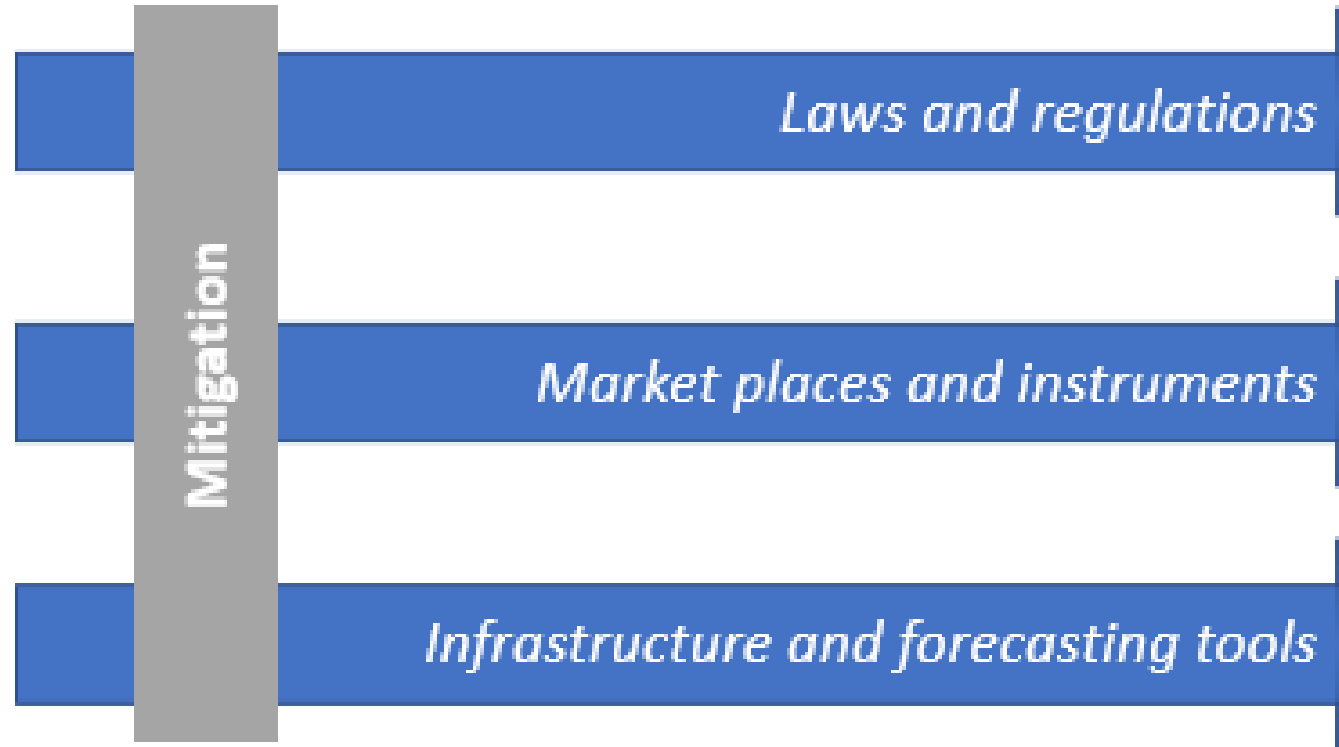 Mitigation
Laws and regulations
Market places and instruments
Infrastructure and forecasting tools